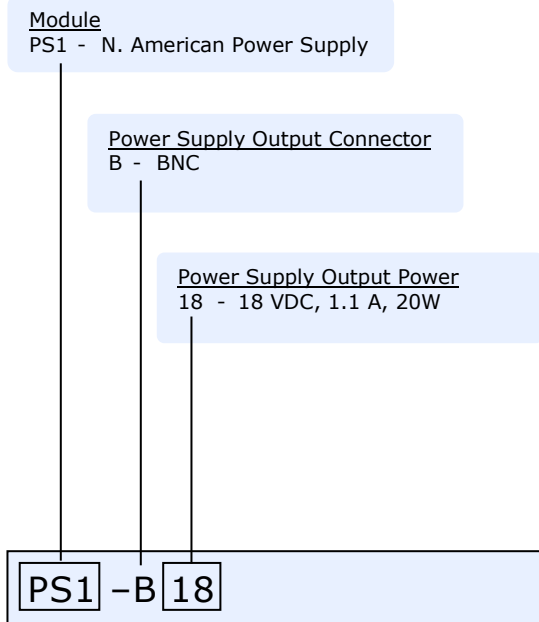 Module
PS1 - N. American Power Supply
Power Supply Output Connector
B - BNC
Power Supply Output Power
18 - 18 VDC, 1.1 A, 20W
PS1 –B 18